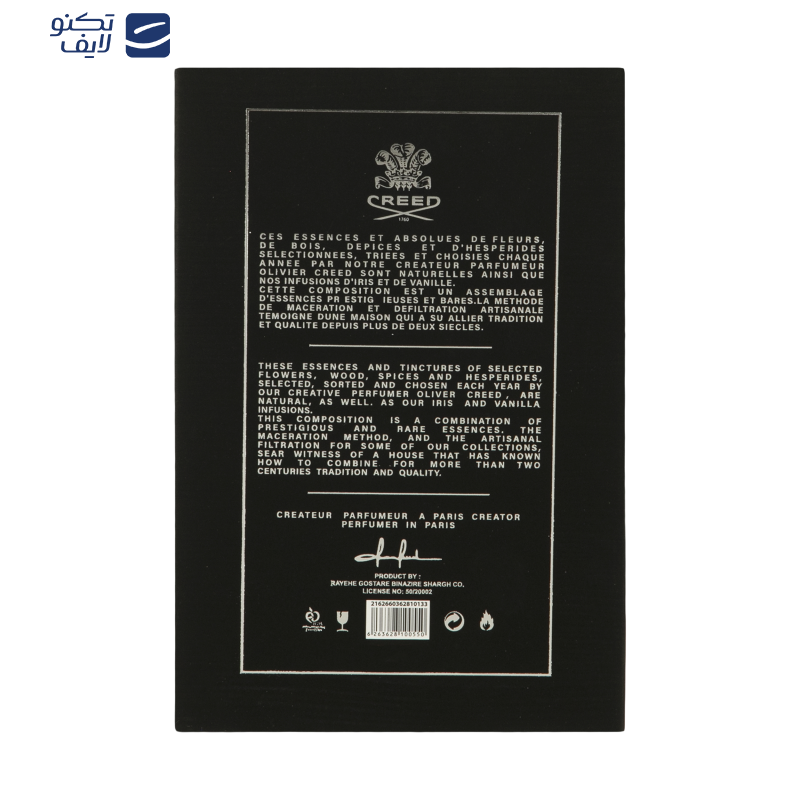 تکنو
لایف
CREED
1760
CES ESSENCES ET ABSOLUES DE FLEURS,
DE BOIS, DEPICES ET D'HESPERIDES
SELECTIONNEES, TRIEES ET CHOISIES CHAQUE
ANNEE PAR NOTRE CREATEUR PARFUMEUR
OLIVIER CREED SONT NATURELLES AINSI QUE
NOS INFUSIONS D'IRIS ET DE VANILLE.
CETTE COMPOSITION EST UN ASSEMBLAGE
D'ESSENCES PR ESTIG IEUSES ET BARES.LA METHODE
DE MACERATION ET DEFILTRATION ARTISANALE
TEMOIGNE DUNE MAISON QUI A SU ALLIER TRADITION
ET QUALITE DEPUIS PLUS DE DEUX SIECLES.
THESE ESSENCES AND TINCTURES OF SELECTED
FLOWERS, WOOD, SPICES AND HESPERIDES,
SELECTED, SORTED AND CHOSEN EACH YEAR BY
OUR CREATIVE PERFUMER OLIVER CREED, ARE
NATURAL, AS WELL. AS OUR IRIS AND VANILLA
INFUSIONS.
THIS COMPOSITION IS A COMBINATION OF
PRESTIGIOUS AND RARE ESSENCES. THE
MACERATION METHOD, AND THE ARTISANAL
FILTRATION FOR SOME OF OUR COLLECTIONS,
SEAR WITNESS OF A HOUSE THAT HAS KNOWN
HOW TO COMBINE FOR MORE THAN TWO
CENTURIES TRADITION AND QUALITY.
CREATEUR PARFUMEUR A PARIS CREATOR
PERFUMER IN PARIS
PRODUCT BY :
RAYEHE GOSTARE BINAZIRE SHARGH CO.
LICENSE NO: 50/20002
2162660362810133
6263628100550